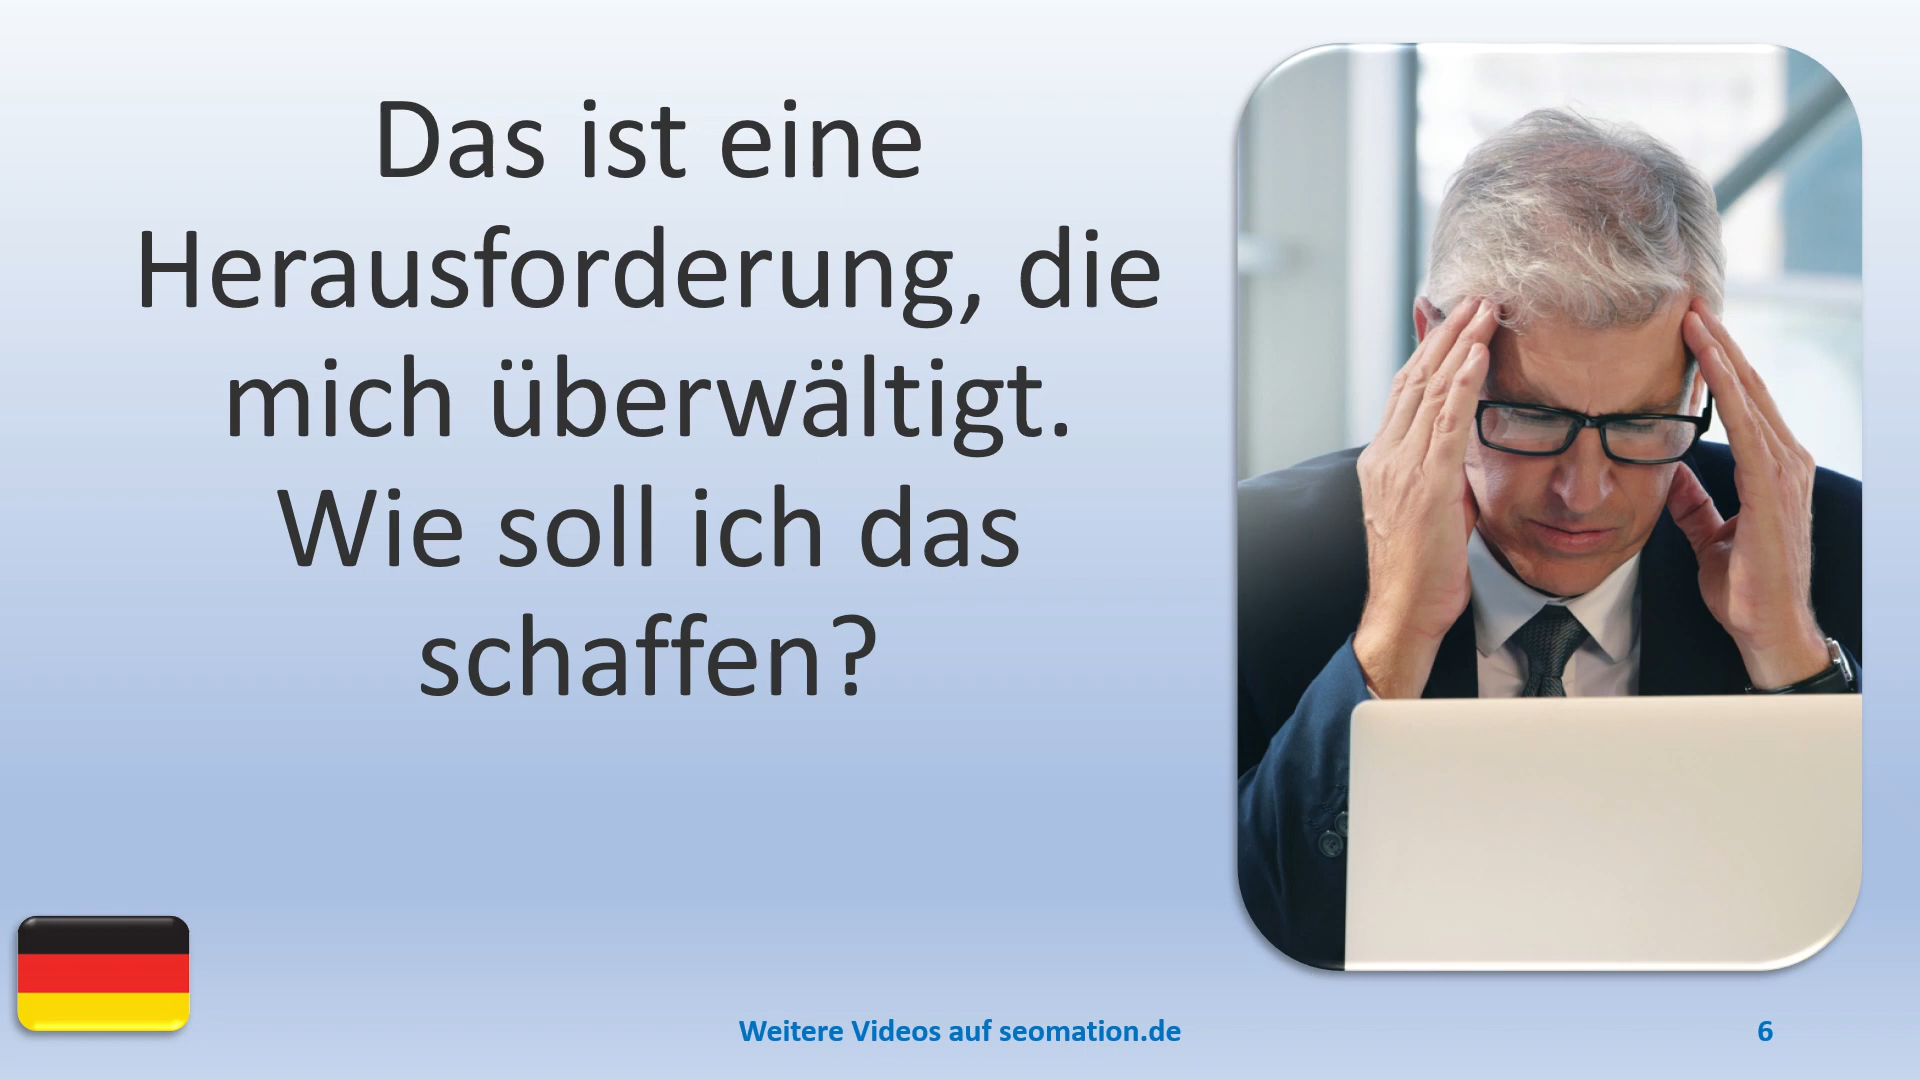 Das ist eine
Herausforderung, die
mich überwältigt.
Wie soll ich das
schaffen?
Weitere Videos auf seomation.de
6